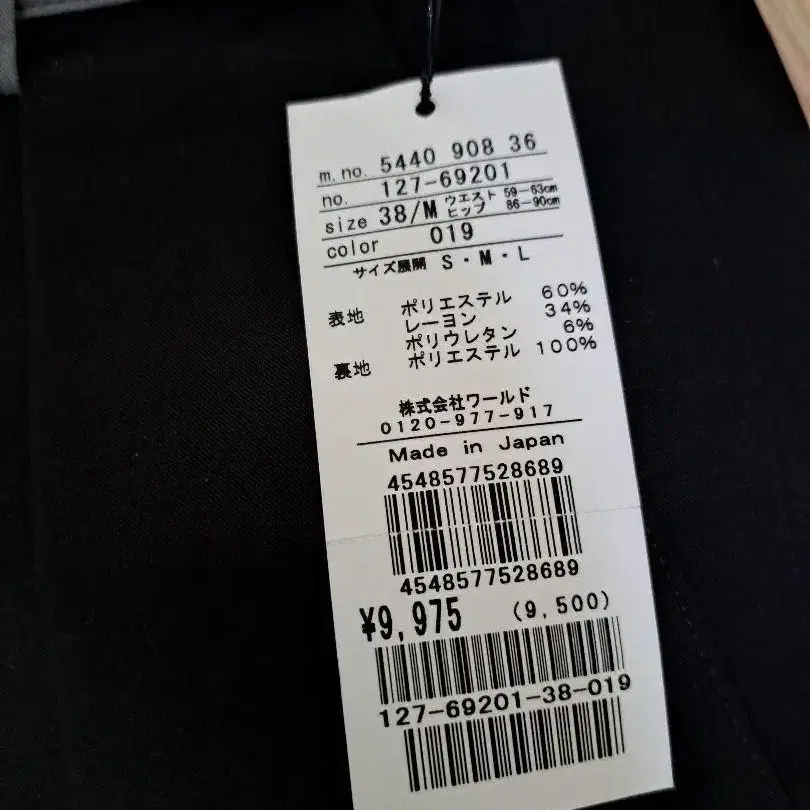 m.no. 5440 908 36
no. 127-69201
size 38/M ウエスト 59-63cm
ヒップ 86-90cm
color 019
サイズ展開 S・M・L
表地 ポリエステル 60%
レーヨン 34%
ポリウレタン 6%
裏地 ポリエステル 100%
株式会社ワールド
0120-977-917
Made in Japan
4548577528689
4548577528689
¥9,975 (9,500)
127-69201-38-019